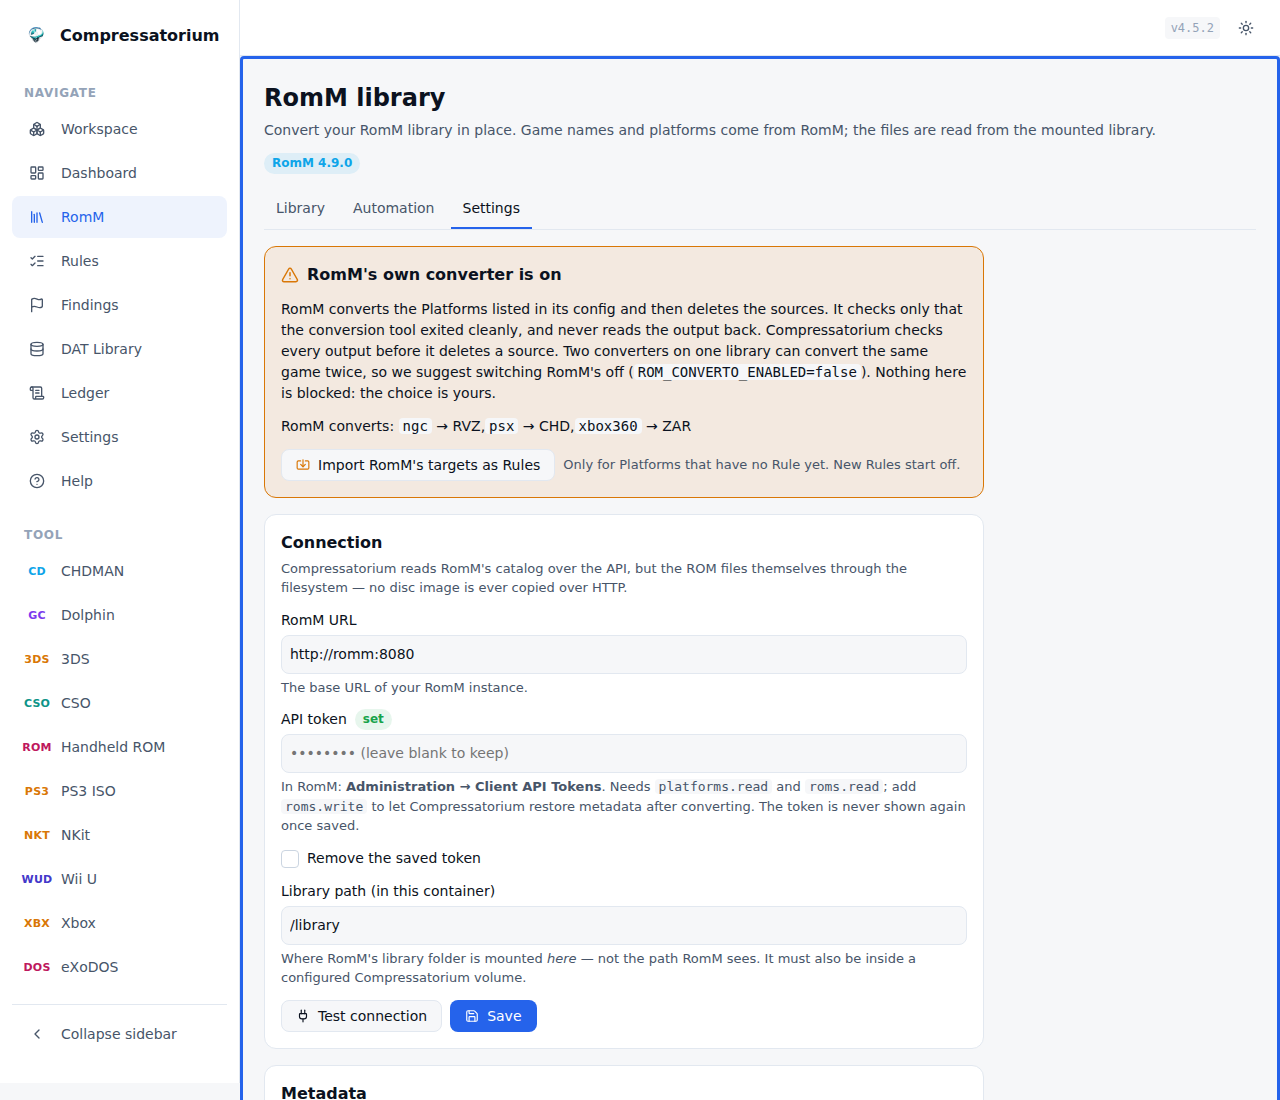 Compressatorium
v4.5.2
NAVIGATE
Workspace
Dashboard
RomM
Rules
Findings
DAT Library
Ledger
Settings
Help
TOOL
CD CHDMAN
GC Dolphin
3DS 3DS
CSO CSO
ROM Handheld ROM
PS3 PS3 ISO
NKT NKit
WUD Wii U
XBX Xbox
DOS eXoDOS
Collapse sidebar
RomM library
Convert your RomM library in place. Game names and platforms come from RomM; the files are read from the mounted library.
RomM 4.9.0
Library Automation Settings
RomM's own converter is on
RomM converts the Platforms listed in its config and then deletes the sources. It checks only that
the conversion tool exited cleanly, and never reads the output back. Compressatorium checks
every output before it deletes a source. Two converters on one library can convert the same
game twice, so we suggest switching RomM's off (ROM_CONVERTO_ENABLED=false). Nothing here
is blocked: the choice is yours.
RomM converts: ngc → RVZ, psx → CHD, xbox360 → ZAR
Import RomM's targets as Rules Only for Platforms that have no Rule yet. New Rules start off.
Connection
Compressatorium reads RomM's catalog over the API, but the ROM files themselves through the
filesystem — no disc image is ever copied over HTTP.
RomM URL
http://romm:8080
The base URL of your RomM instance.
API token set
•••••••• (leave blank to keep)
In RomM: Administration → Client API Tokens. Needs platforms.read and roms.read; add
roms.write to let Compressatorium restore metadata after converting. The token is never shown again
once saved.
Remove the saved token
Library path (in this container)
/library
Where RomM's library folder is mounted here — not the path RomM sees. It must also be inside a
configured Compressatorium volume.
Test connection Save
Metadata